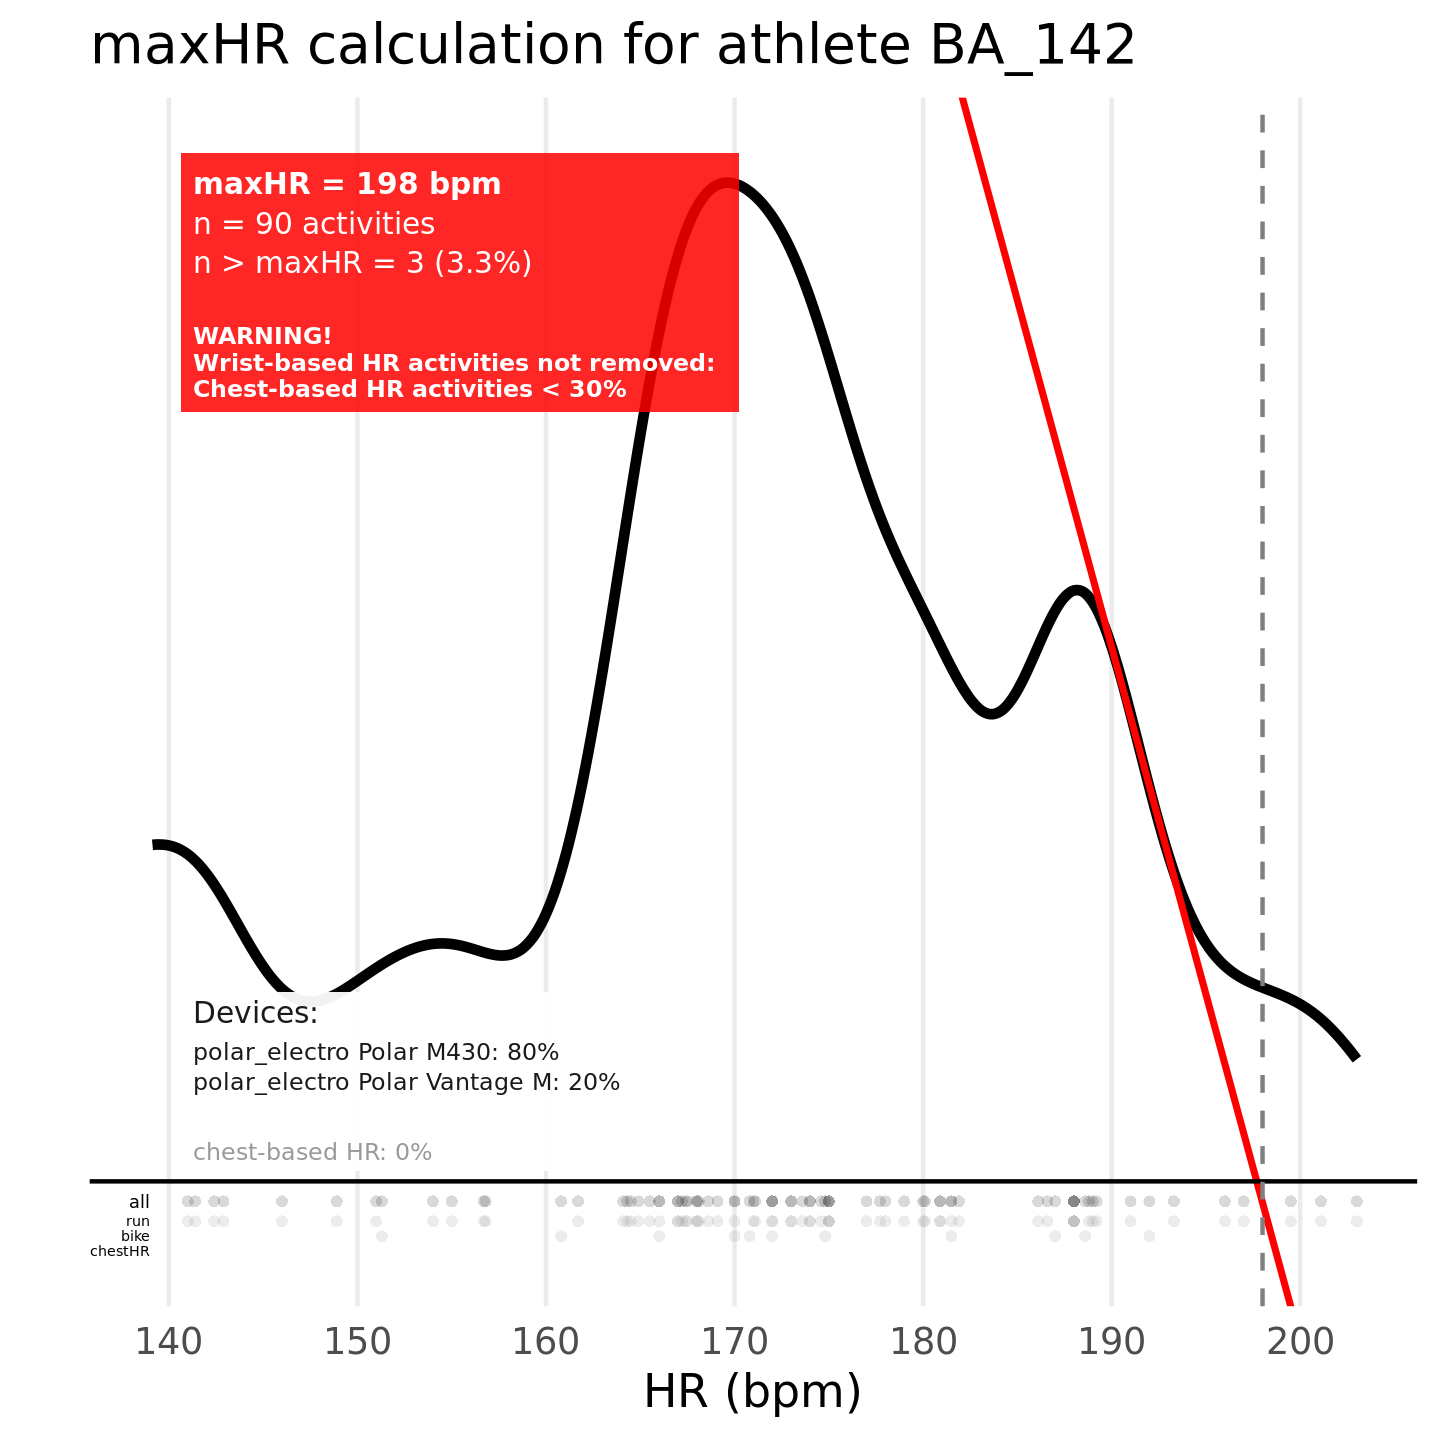 maxHR calculation for athlete BA_142
maxHR = 198 bpm
n = 90 activities
n > maxHR = 3 (3.3%)
WARNING!
Wrist-based HR activities not removed:
Chest-based HR activities < 30%
Devices:
polar_electro Polar M430: 80%
polar_electro Polar Vantage M: 20%
chest-based HR: 0%
all
run
bike
chestHR
140 150 160 170 180 190 200
HR (bpm)